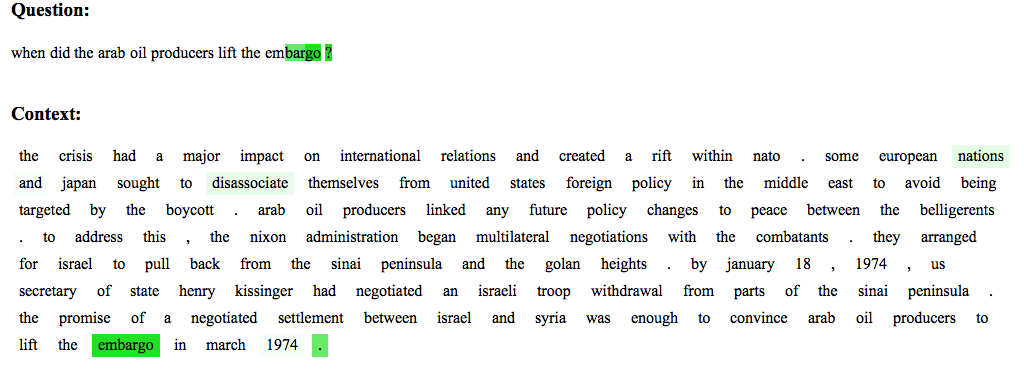 Question:
when did the arab oil producers lift the embargo ?
Context:
the crisis had a major impact on international relations and created a rift within nato . some european nations
and japan sought to disassociate themselves from united states foreign policy in the middle east to avoid being
targeted by the boycott . arab oil producers linked any future policy changes to peace between the belligerents
. to address this , the nixon administration began multilateral negotiations with the combatants . they arranged
for israel to pull back from the sinai peninsula and the golan heights . by january 18 , 1974 , us
secretary of state henry kissinger had negotiated an israeli troop withdrawal from parts of the sinai peninsula .
the promise of a negotiated settlement between israel and syria was enough to convince arab oil producers to
lift the embargo in march 1974 .